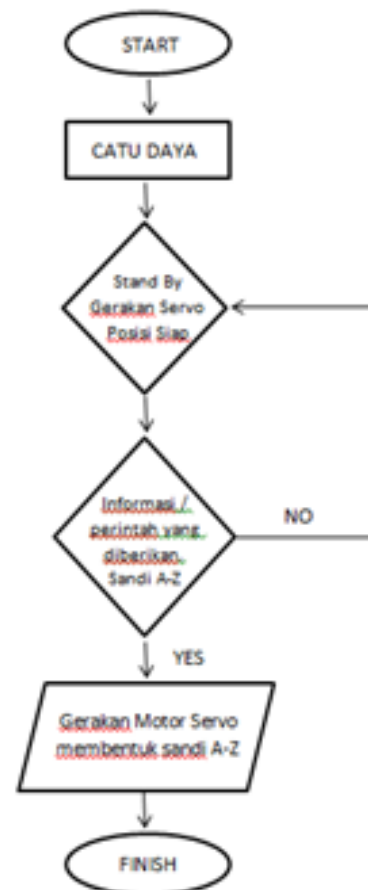 START
CATU DAYA
Stand By
Gerakan Servo
Posisi Siap
Informasi /
perintah yang
diberikan
Sandi A-Z
NO
YES
Gerakan Motor Servo
membentuk sandi A-Z
FINISH